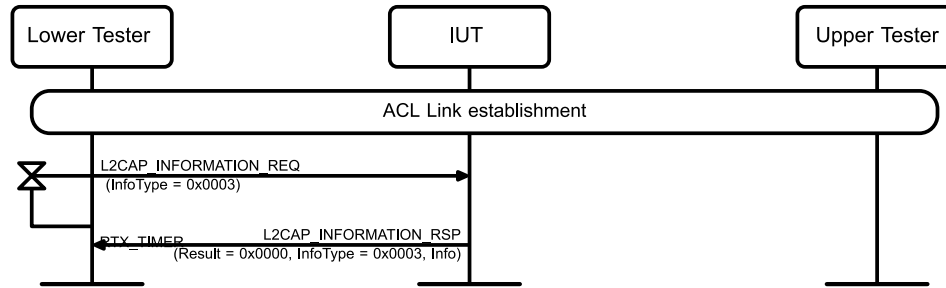 Lower Tester
IUT
Upper Tester
ACL Link establishment
L2CAP_INFORMATION_REQ
(InfoType = 0x0003)
RTX_TIMER
L2CAP_INFORMATION_RSP
(Result = 0x0000, InfoType = 0x0003, Info)